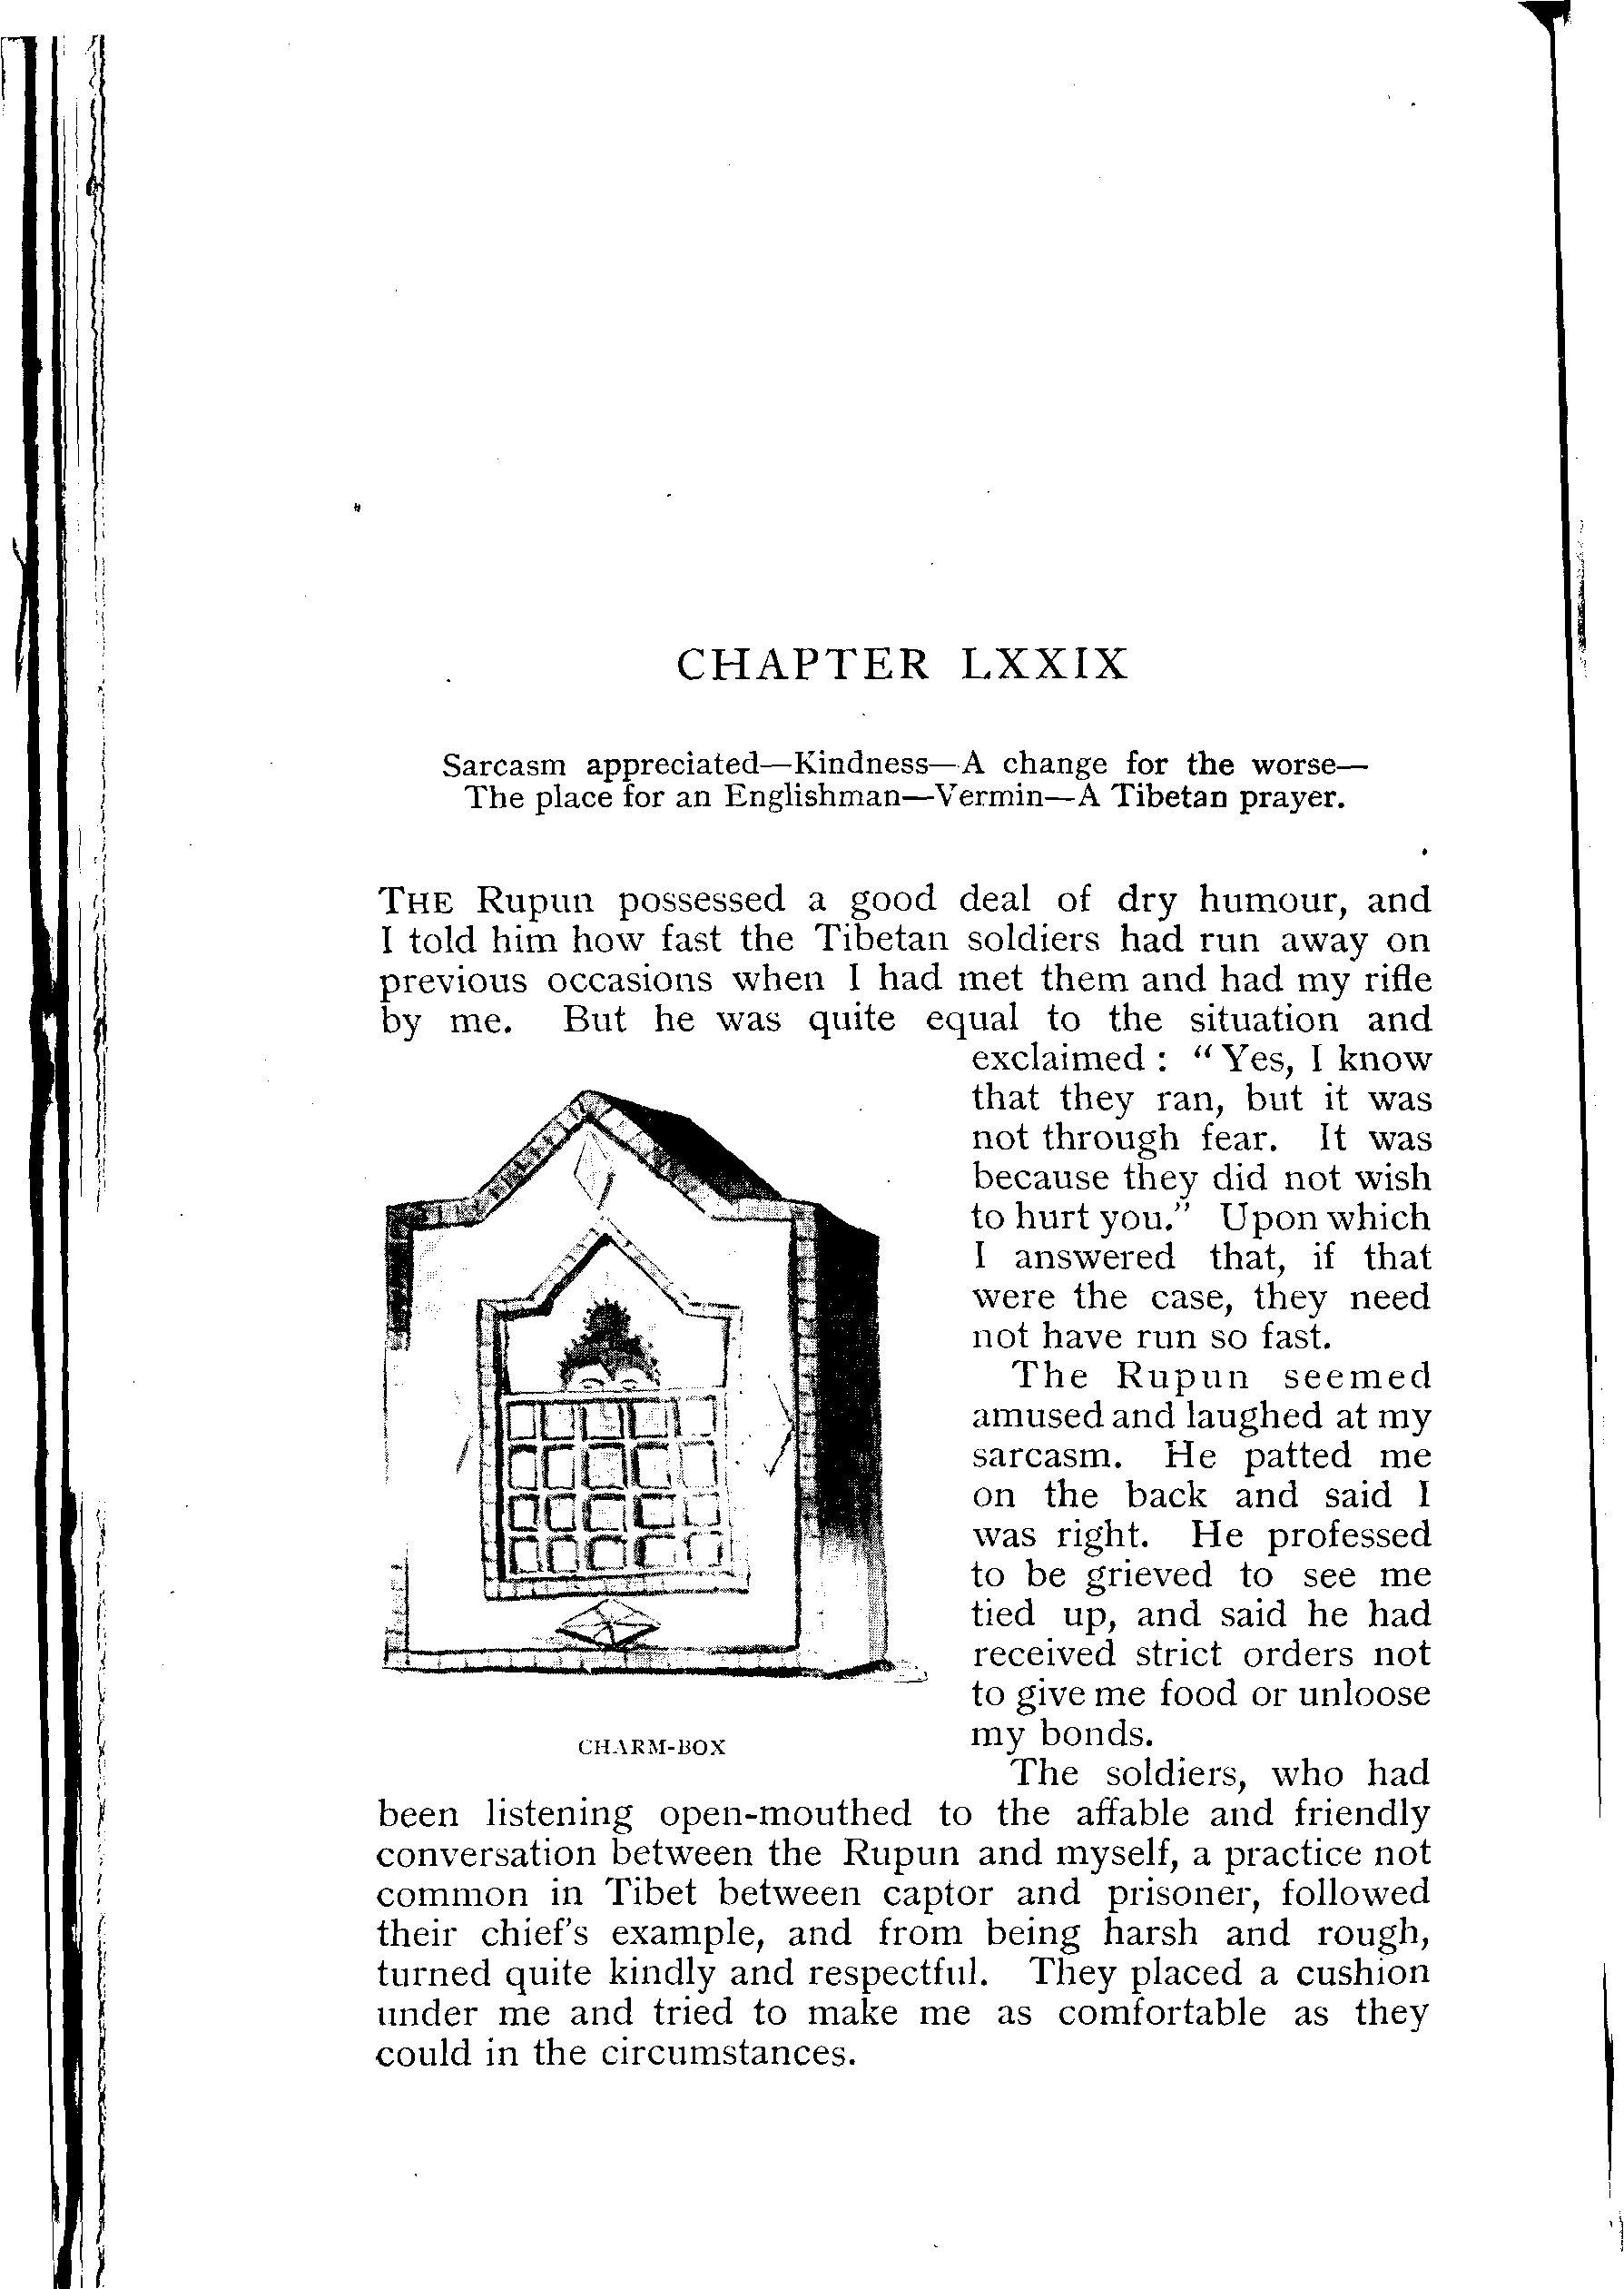 CHAPTER LXXIX
Sarcasm appreciated—Kindness—A change for the worse—
The place for an Englishman—Vermin—A Tibetan prayer.
THE Rupun possessed a good deal of dry humour, and
I told him how fast the Tibetan soldiers had run away on
previous occasions when I had met them and had my rifle
by me. But he was quite equal to the situation and
exclaimed : “Yes, I know
that they ran, but it was
not through fear. It was
because they did not wish
to hurt you.” Upon which
I answered that, if that
were the case, they need
not have run so fast.
The Rupun seemed
amused and laughed at my
sarcasm. He patted me
on the back and said I
was right. He professed
to be grieved to see me
tied up, and said he had
received strict orders not
to give me food or unloose
my bonds.
CHARM-BOX
The soldiers, who had
been listening open-mouthed to the affable and friendly
conversation between the Rupun and myself, a practice not
common in Tibet between captor and prisoner, followed
their chief's example, and from being harsh and rough,
turned quite kindly and respectful. They placed a cushion
under me and tried to make me as comfortable as they
could in the circumstances.